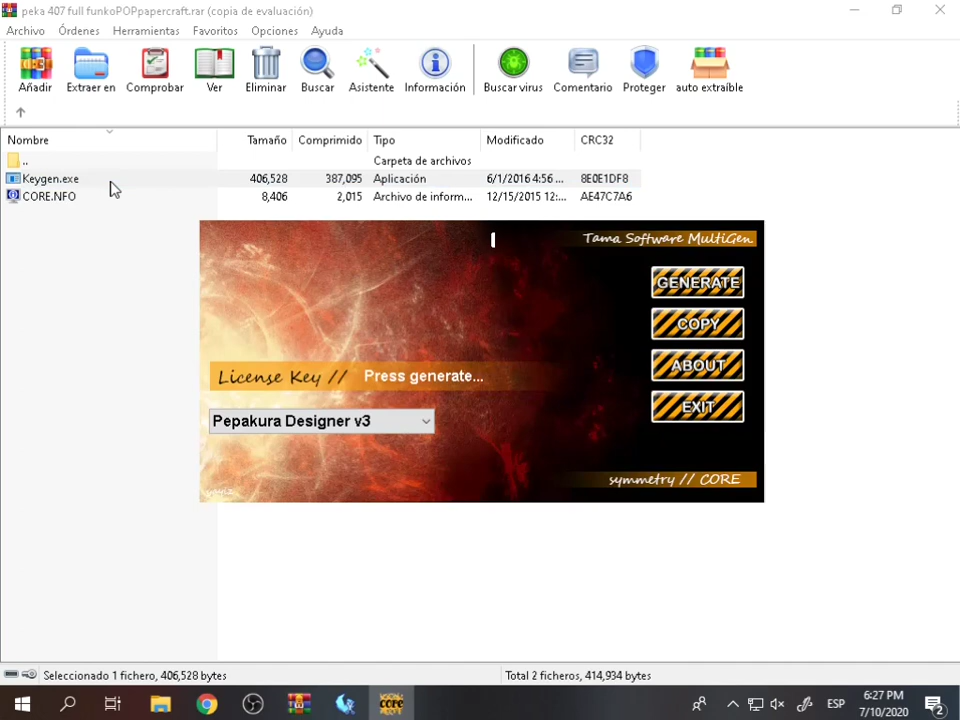 peka 407 full funkoPOPpapercraft.rar (copia de evaluación)
Archivo Órdenes Herramientas Favoritos Opciones Ayuda
Añadir Extraer en Comprobar Ver Eliminar Buscar Asistente Información Buscar virus Comentario Proteger auto extraíble
Nombre Tamaño Comprimido Tipo Modificado CRC32
.. Carpeta de archivos
Keygen.exe 406,528 387,095 Aplicación 6/1/2016 4:56 ... 8E0E1DF8
CORE.NFO 8,406 2,015 Archivo de inform... 12/15/2015 12:... AE47C7A6
Tama Software MultiGen
GENERATE
COPY
ABOUT
License Key // Press generate...
EXIT
Pepakura Designer v3
symmetry // CORE
Seleccionado 1 fichero, 406,528 bytes Total 2 ficheros, 414,934 bytes
CORE
ESP
6:27 PM
7/10/2020
2